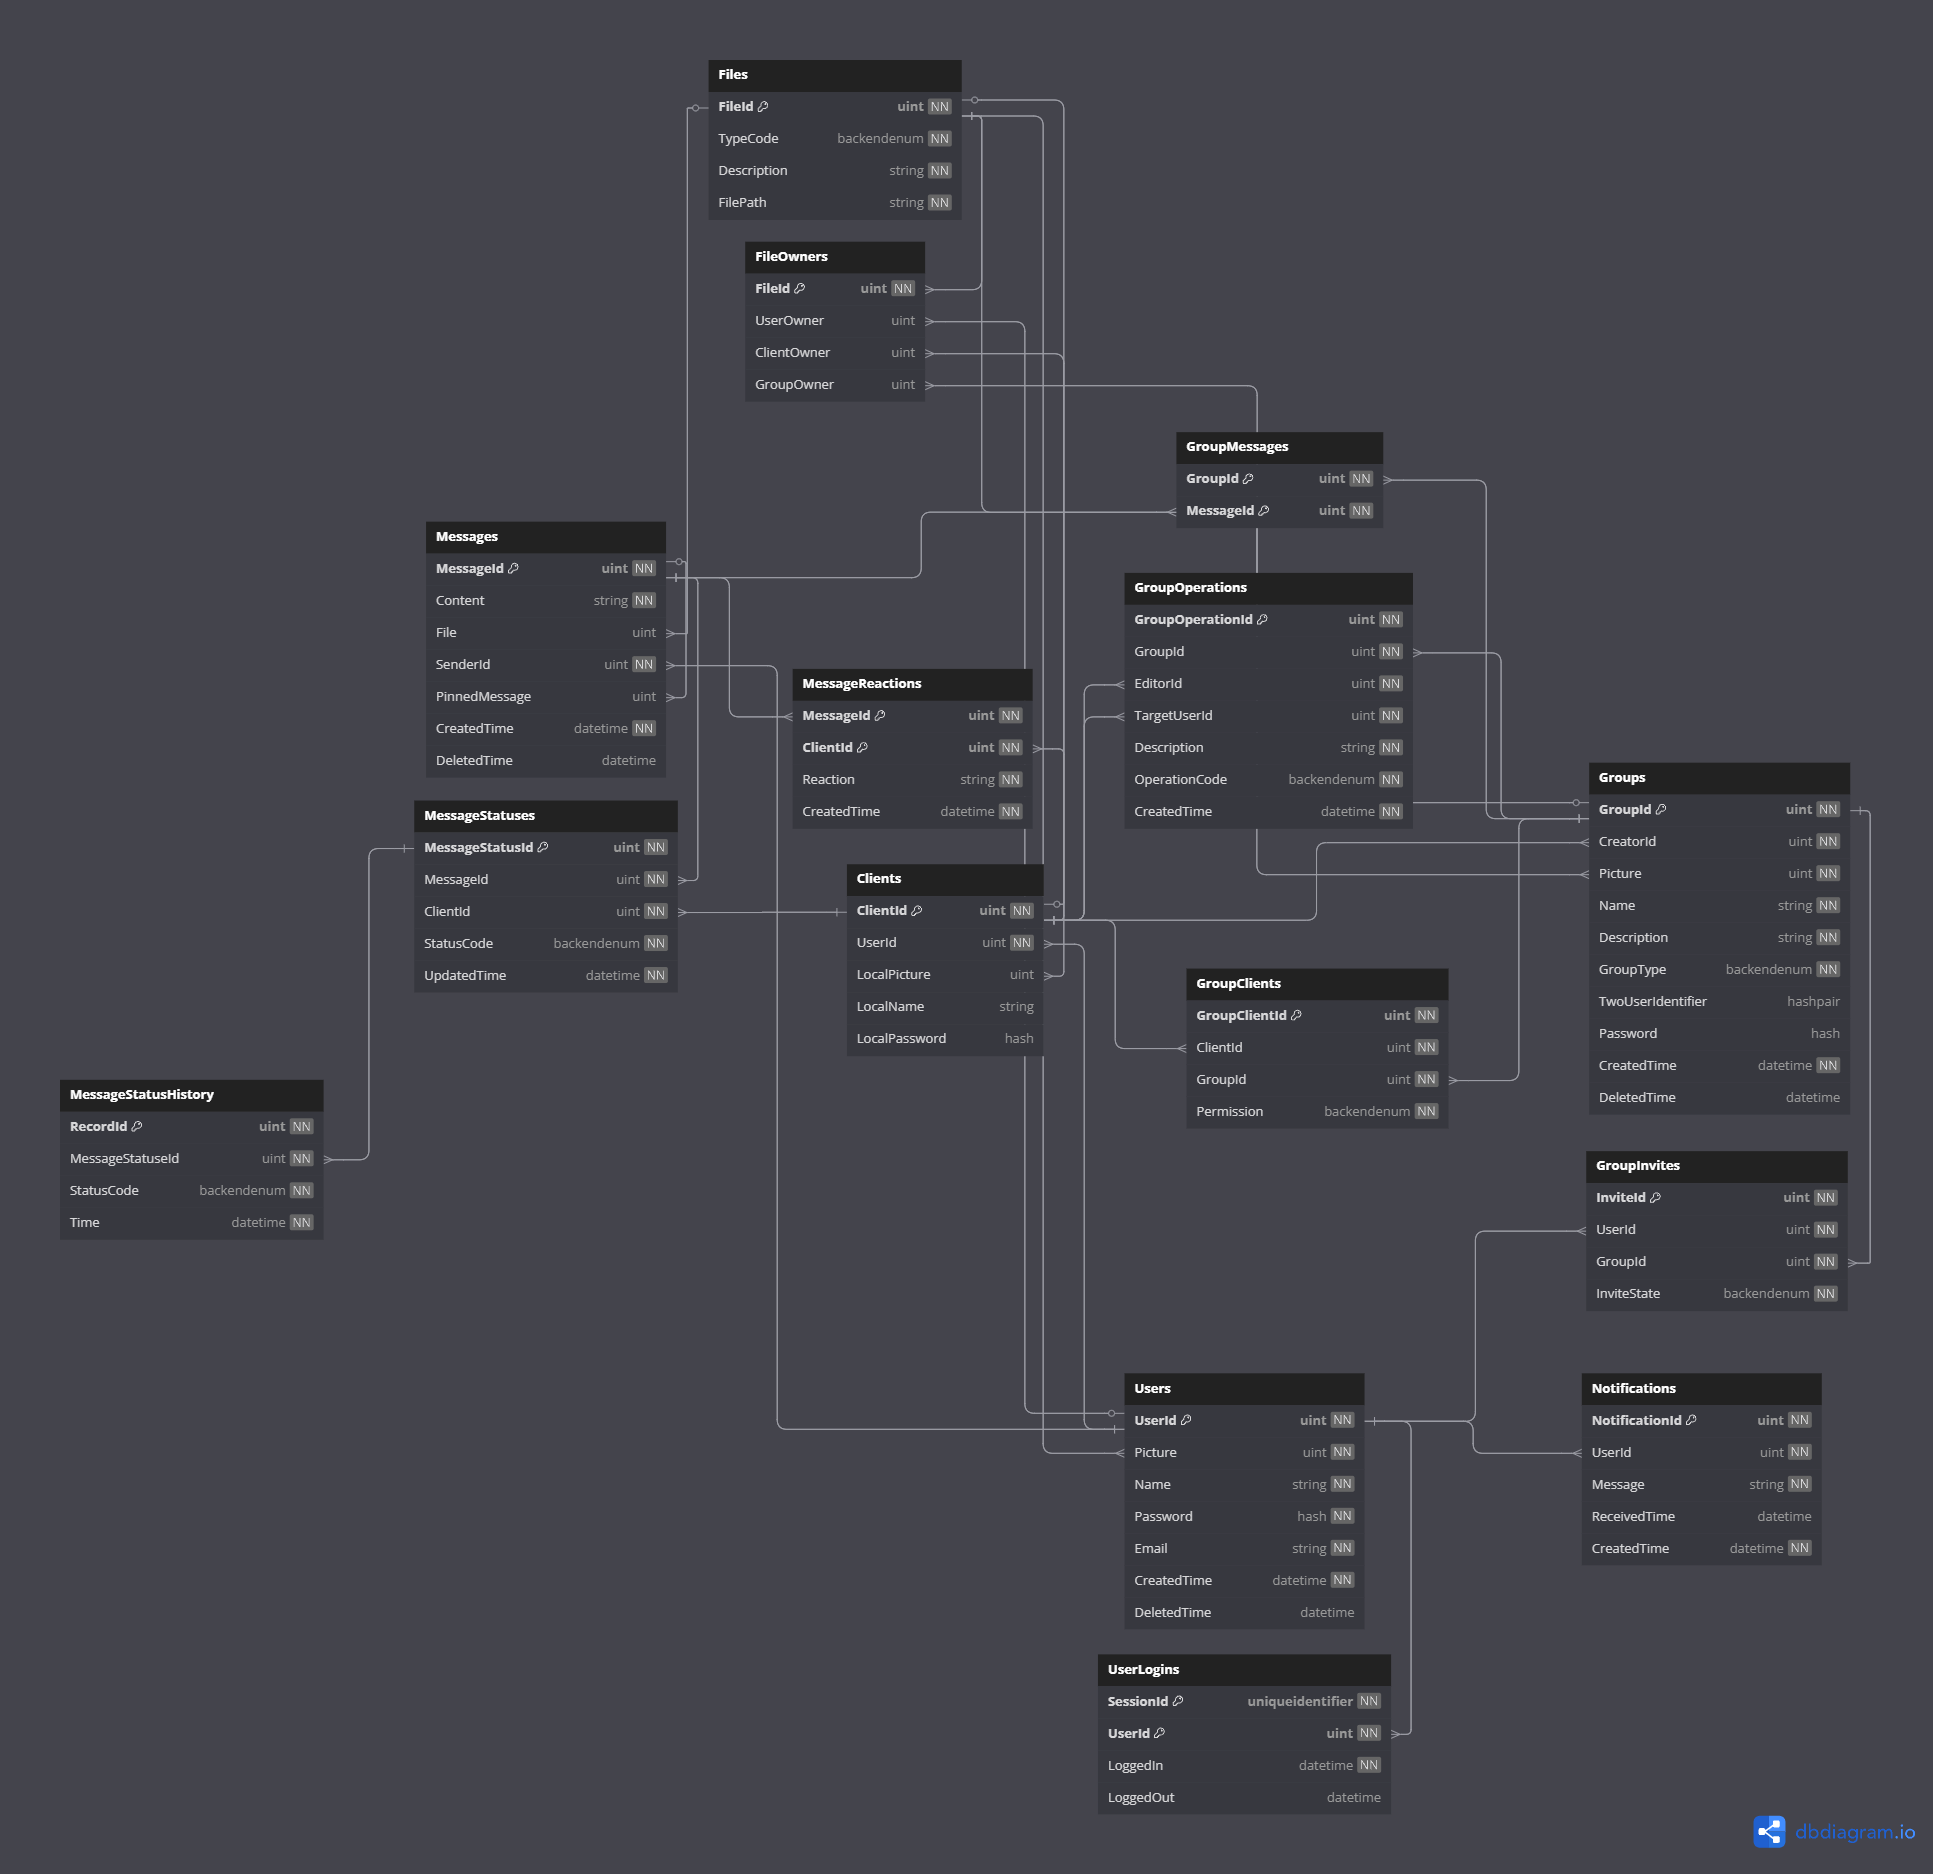 Files
FileId uint NN
TypeCode backendenum NN
Description string NN
FilePath string NN
FileOwners
FileId uint NN
UserOwner uint
ClientOwner uint
GroupOwner uint
GroupMessages
GroupId uint NN
MessageId uint NN
Messages
MessageId uint NN
Content string NN
File uint
SenderId uint NN
PinnedMessage uint
CreatedTime datetime NN
DeletedTime datetime
GroupOperations
GroupOperationId uint NN
GroupId uint NN
EditorId uint NN
TargetUserId uint NN
Description string NN
OperationCode backendenum NN
CreatedTime datetime NN
MessageReactions
MessageId uint NN
ClientId uint NN
Reaction string NN
CreatedTime datetime NN
Groups
GroupId uint NN
CreatorId uint NN
Picture uint NN
Name string NN
Description string NN
GroupType backendenum NN
TwoUserIdentifier hashpair
Password hash
CreatedTime datetime NN
DeletedTime datetime
MessageStatuses
MessageStatusId uint NN
MessageId uint NN
ClientId uint NN
StatusCode backendenum NN
UpdatedTime datetime NN
Clients
ClientId uint NN
UserId uint NN
LocalPicture uint
LocalName string
LocalPassword hash
GroupClients
GroupClientId uint NN
ClientId uint NN
GroupId uint NN
Permission backendenum NN
MessageStatusHistory
RecordId uint NN
MessageStatuseId uint NN
StatusCode backendenum NN
Time datetime NN
GroupInvites
InviteId uint NN
UserId uint NN
GroupId uint NN
InviteState backendenum NN
Users
UserId uint NN
Picture uint NN
Name string NN
Password hash NN
Email string NN
CreatedTime datetime NN
DeletedTime datetime
Notifications
NotificationId uint NN
UserId uint NN
Message string NN
ReceivedTime datetime
CreatedTime datetime NN
UserLogins
SessionId uniqueidentifier NN
UserId uint NN
LoggedIn datetime NN
LoggedOut datetime
dbdiagram.io